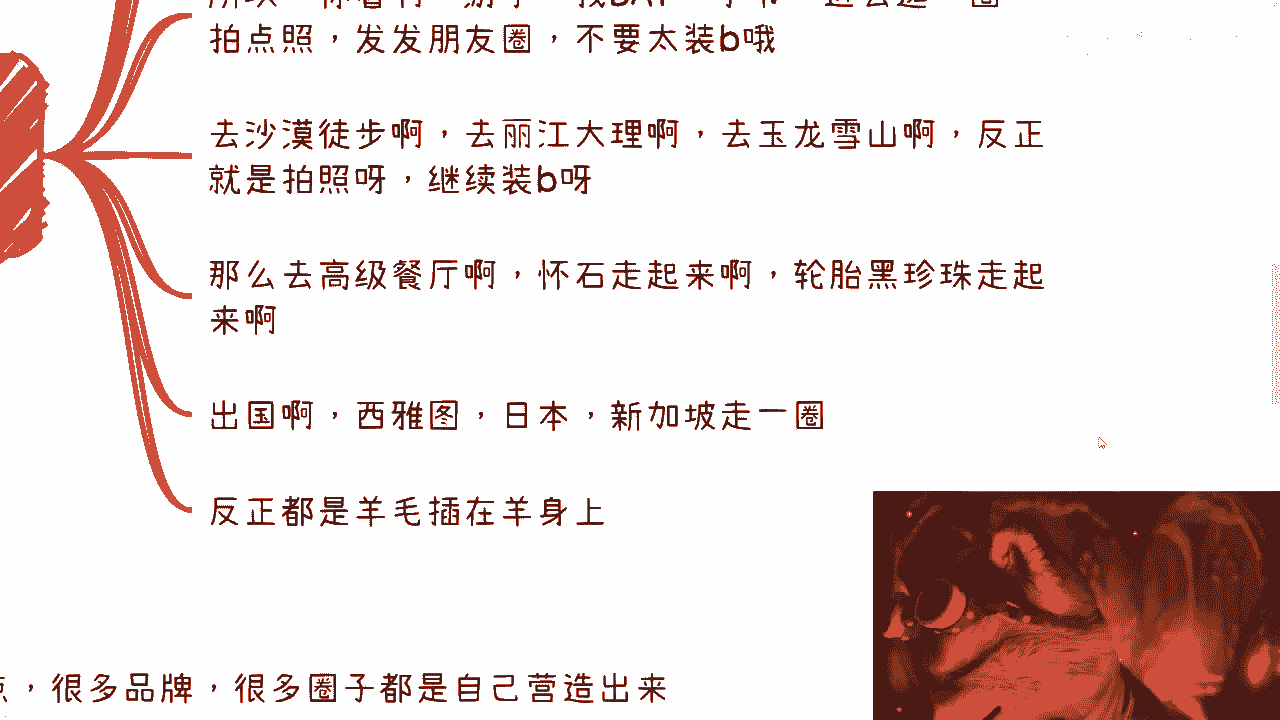 拍点照，发发朋友圈，不要太装b哦
去沙漠徒步啊，去丽江大理啊，去玉龙雪山啊，反正
就是拍照呀，继续装b呀
那么去高级餐厅啊，怀石走起来啊，轮胎黑珍珠走起
来啊
出国啊，西雅图，日本，新加坡走一圈
反正都是羊毛插在羊身上
，很多品牌，很多圈子都是自己营造出来